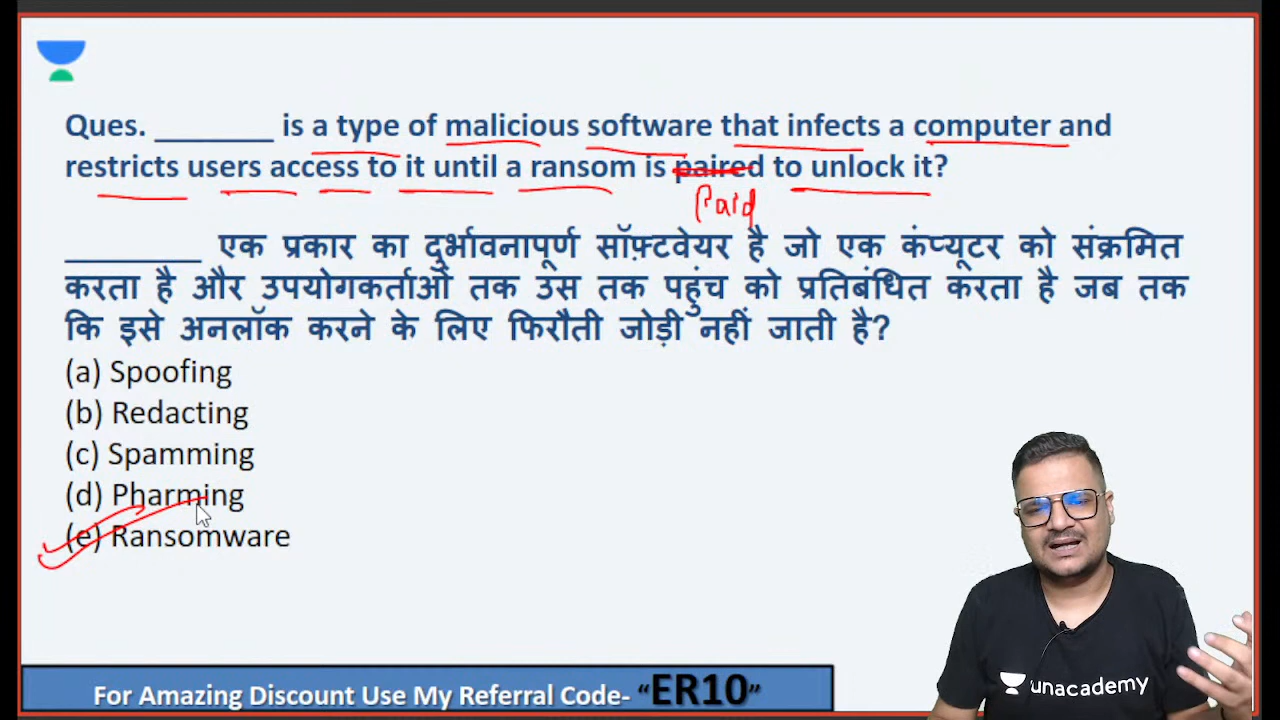 Ques. _______ is a type of malicious software that infects a computer and
restricts users access to it until a ransom is paired to unlock it?
Paid
________ एक प्रकार का दुर्भावनापूर्ण सॉफ़्टवेयर है जो एक कंप्यूटर को संक्रमित
करता है और उपयोगकर्ताओं तक उस तक पहुंच को प्रतिबंधित करता है जब तक
कि इसे अनलॉक करने के लिए फिरौती जोड़ी नहीं जाती है?
(a) Spoofing
(b) Redacting
(c) Spamming
(d) Pharming
(e) Ransomware
unacademy
For Amazing Discount Use My Referral Code- “ER10”